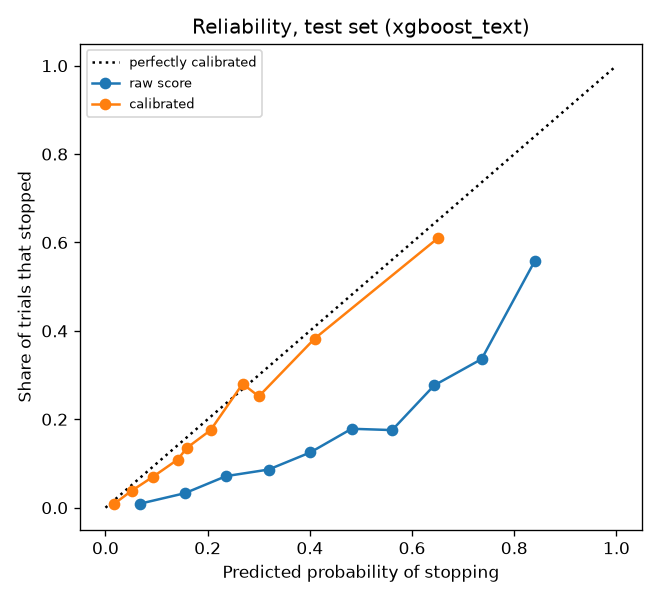 Reliability, test set (xgboost_text)
perfectly calibrated
raw score
calibrated
1.0
0.8
0.6
0.4
0.2
0.0
Share of trials that stopped
0.0 0.2 0.4 0.6 0.8 1.0
Predicted probability of stopping